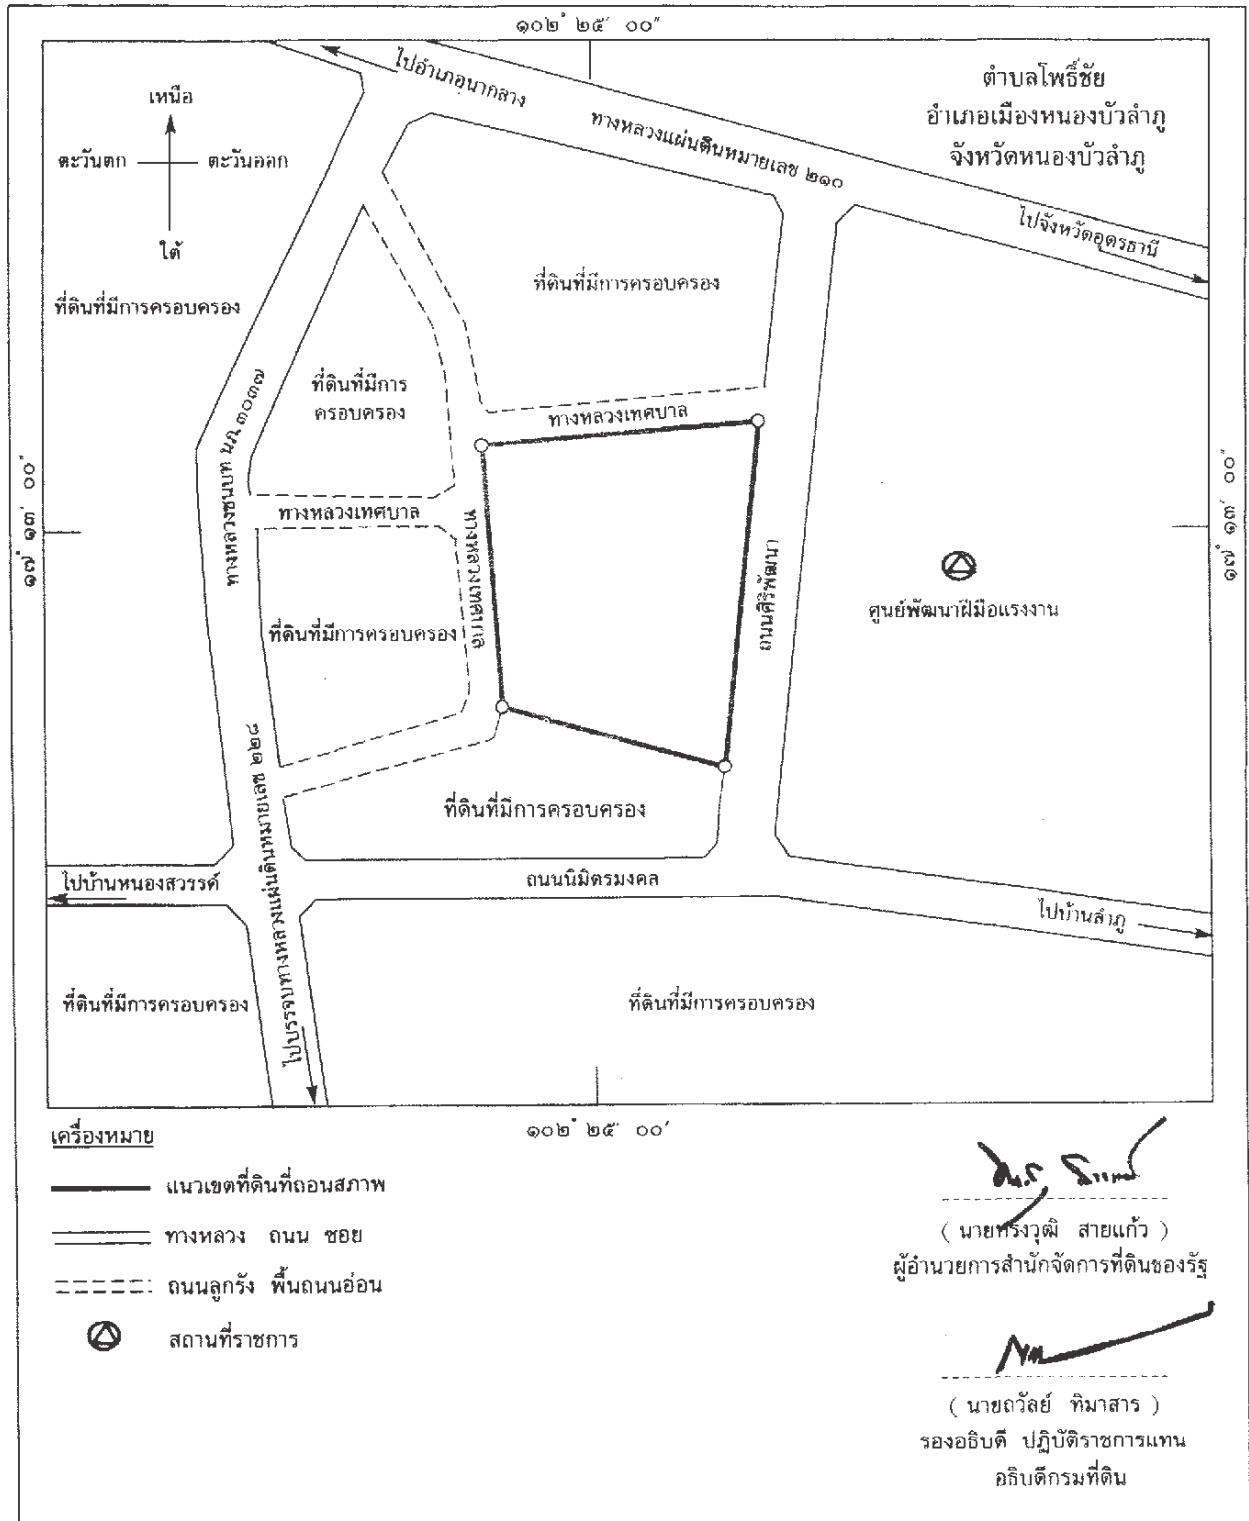 ๑๐๒° ๒๕′ ๐๐″
ตำบลโพธิ์ชัย
อำเภอเมืองหนองบัวลำภู
จังหวัดหนองบัวลำภู
ไปอำเภอนากลาง
ทางหลวงแผ่นดินหมายเลข ๒๑๐
ไปจังหวัดอุดรธานี
เหนือ
ตะวันตก
ตะวันออก
ใต้
ที่ดินที่มีการครอบครอง
ที่ดินที่มีการครอบครอง
ที่ดินที่มีการ
ครอบครอง
ทางหลวงชนบท นภ.๓๐๓๗
ทางหลวงเทศบาล
๑๗° ๑๓′ ๐๐″
๑๗° ๑๓′ ๐๐″
ทางหลวงเทศบาล
ทางหลวงเทศบาล
ถนนศิริพัฒนา
ศูนย์พัฒนาฝีมือแรงงาน
ที่ดินที่มีการครอบครอง
ที่ดินที่มีการครอบครอง
ไปบรรจบทางหลวงแผ่นดินหมายเลข ๒๒๘
ไปบ้านหนองสวรรค์
ถนนนิมิตรมงคล
ไปบ้านลำภู
ที่ดินที่มีการครอบครอง
ที่ดินที่มีการครอบครอง
๑๐๒° ๒๕′ ๐๐′
เครื่องหมาย
แนวเขตที่ดินที่ถอนสภาพ
ทางหลวง ถนน ซอย
ถนนลูกรัง พื้นถนนอ่อน
สถานที่ราชการ
( นายทรงวุฒิ สายแก้ว )
ผู้อำนวยการสำนักจัดการที่ดินของรัฐ
( นายถวัลย์ ทิมาสาร )
รองอธิบดี ปฏิบัติราชการแทน
อธิบดีกรมที่ดิน